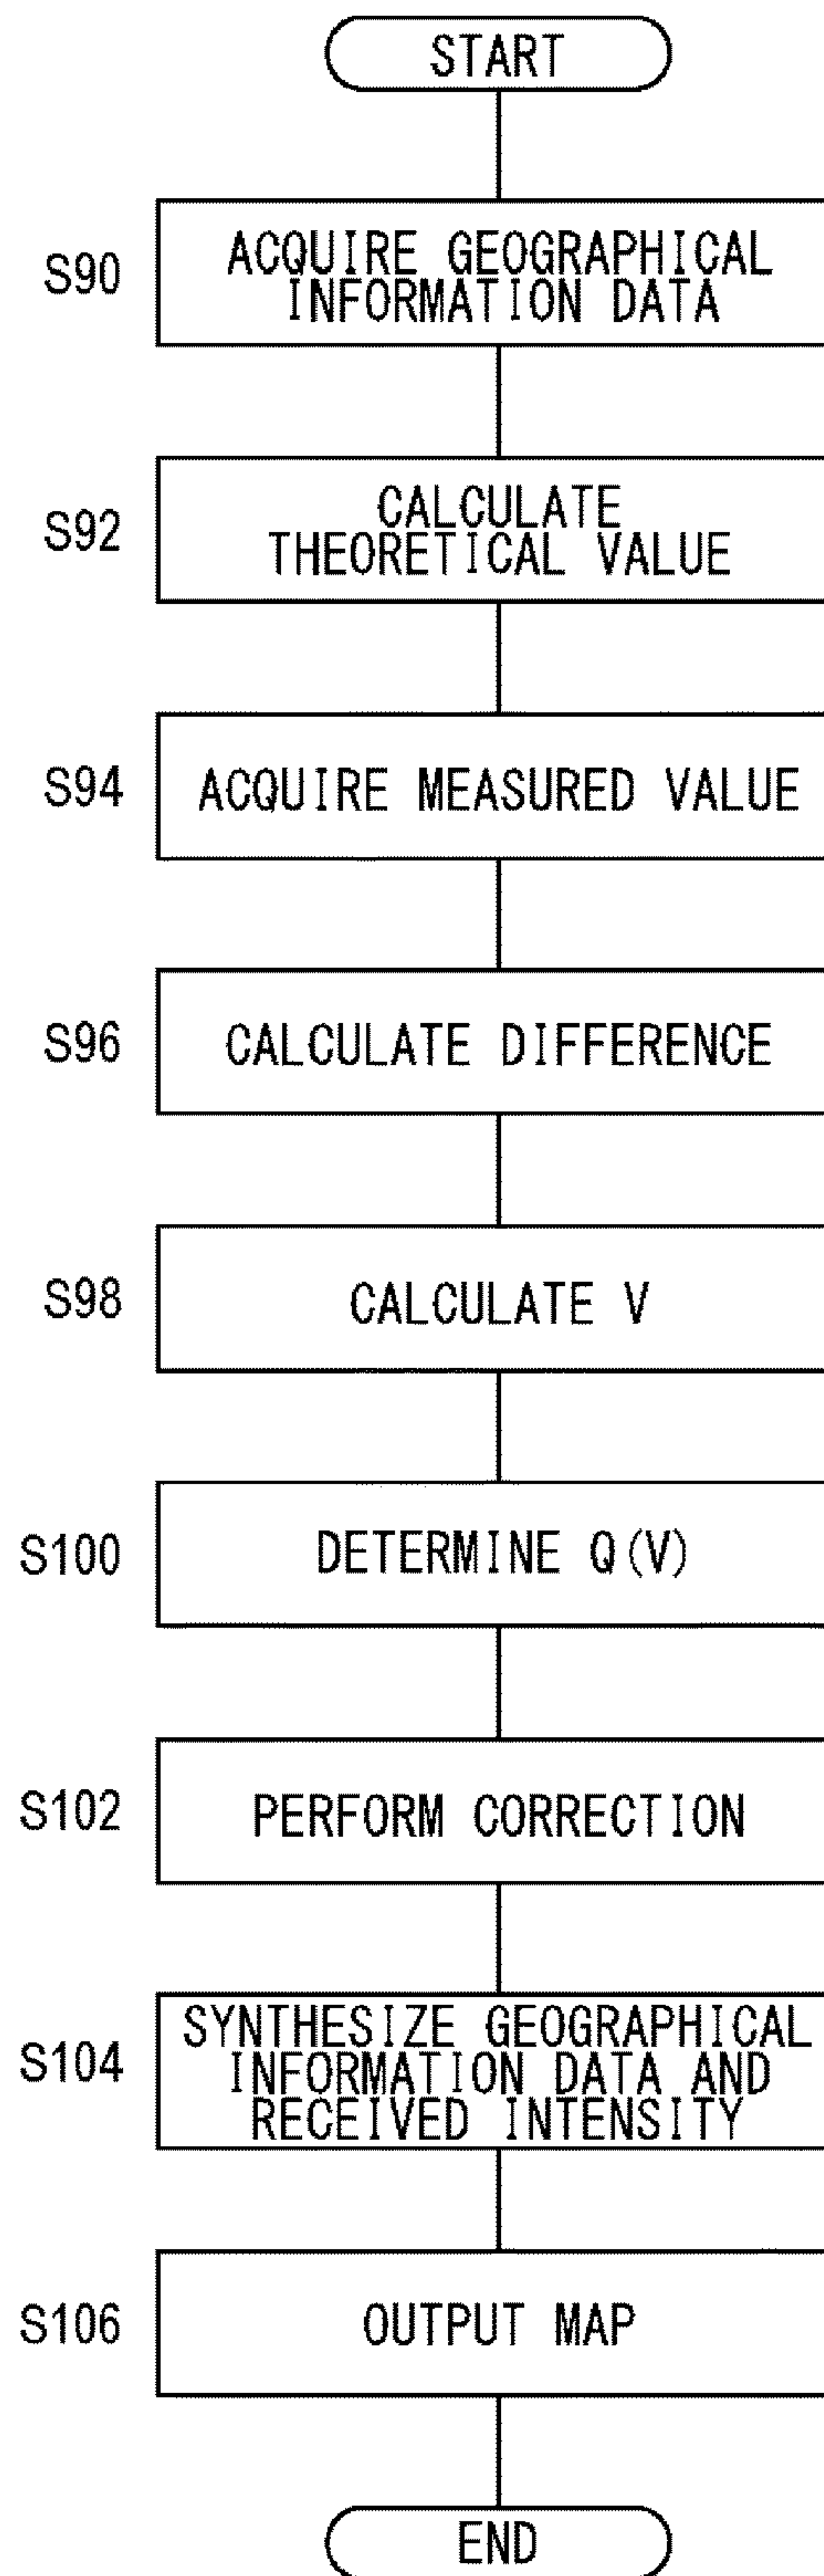 START
S90
ACQUIRE GEOGRAPHICAL
INFORMATION DATA
S92
CALCULATE
THEORETICAL VALUE
S94
ACQUIRE MEASURED VALUE
S96
CALCULATE DIFFERENCE
S98
CALCULATE V
S100
DETERMINE Q(V)
S102
PERFORM CORRECTION
S104
SYNTHESIZE GEOGRAPHICAL
INFORMATION DATA AND
RECEIVED INTENSITY
S106
OUTPUT MAP
END